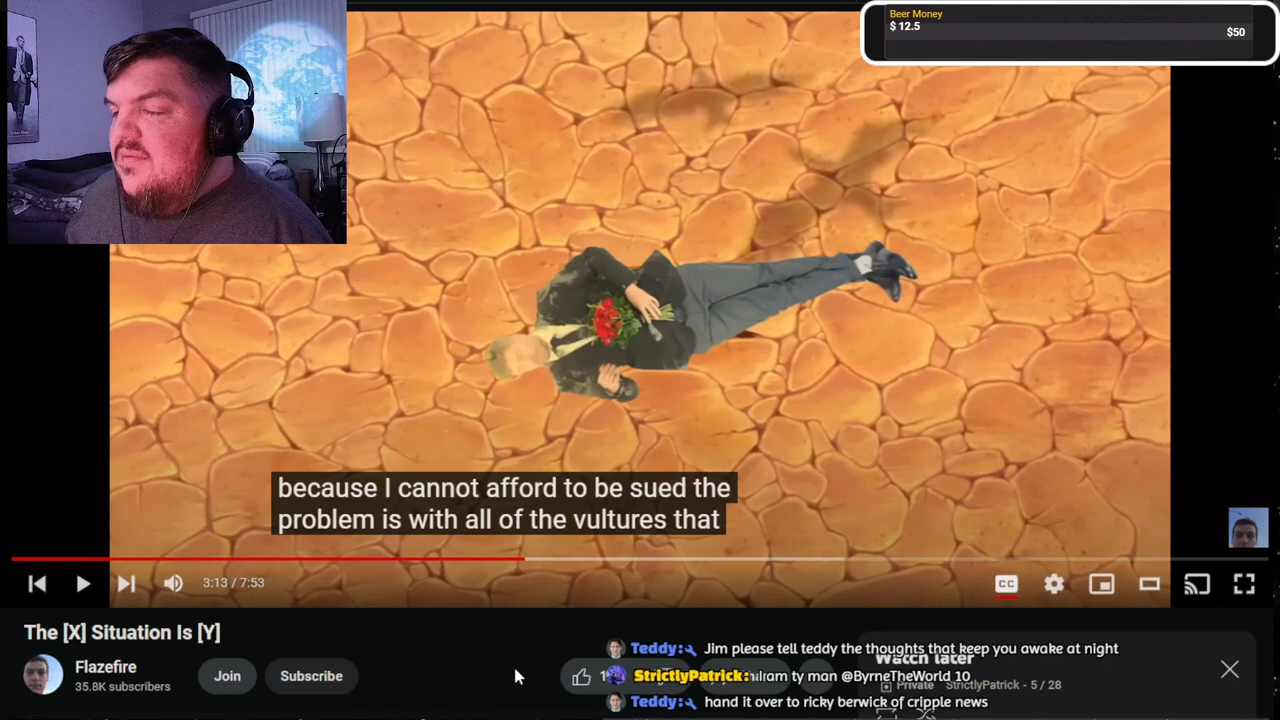 Beer Money
$ 12.5
$50
because I cannot afford to be sued the
problem is with all of the vultures that
3:13 / 7:53
CC
The [X] Situation Is [Y]
Flazefire
35.8K subscribers
Join
Subscribe
Teddy: Jim please tell teddy the thoughts that keep you awake at night
Watch later
StrictlyPatrick: ty man @ByrneTheWorld 10
Private StrictlyPatrick - 5 / 28
Teddy: hand it over to ricky berwick of cripple news